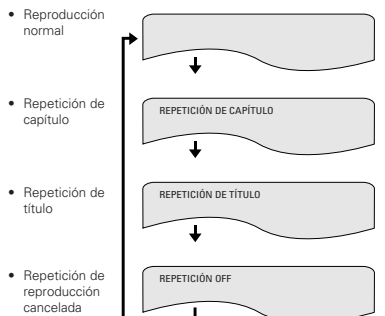 • Reproducción
normal
• Repetición de
capítulo
REPETICIÓN DE CAPÍTULO
• Repetición de
título
REPETICIÓN DE TÍTULO
• Repetición de
reproducción
cancelada
REPETICIÓN OFF